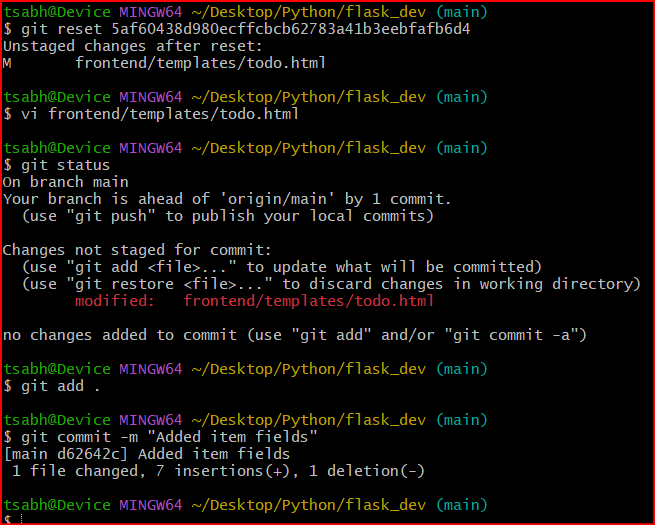 tsabh@Device MINGW64 ~/Desktop/Python/flask_dev (main)
$ git reset 5af60438d980ecffcbcb62783a41b3eebfafb6d4
Unstaged changes after reset:
M       frontend/templates/todo.html

tsabh@Device MINGW64 ~/Desktop/Python/flask_dev (main)
$ vi frontend/templates/todo.html

tsabh@Device MINGW64 ~/Desktop/Python/flask_dev (main)
$ git status
On branch main
Your branch is ahead of 'origin/main' by 1 commit.
  (use "git push" to publish your local commits)

Changes not staged for commit:
  (use "git add <file>..." to update what will be committed)
  (use "git restore <file>..." to discard changes in working directory)
        modified:   frontend/templates/todo.html

no changes added to commit (use "git add" and/or "git commit -a")

tsabh@Device MINGW64 ~/Desktop/Python/flask_dev (main)
$ git add .

tsabh@Device MINGW64 ~/Desktop/Python/flask_dev (main)
$ git commit -m "Added item fields"
[main d62642c] Added item fields
 1 file changed, 7 insertions(+), 1 deletion(-)

tsabh@Device MINGW64 ~/Desktop/Python/flask_dev (main)
$